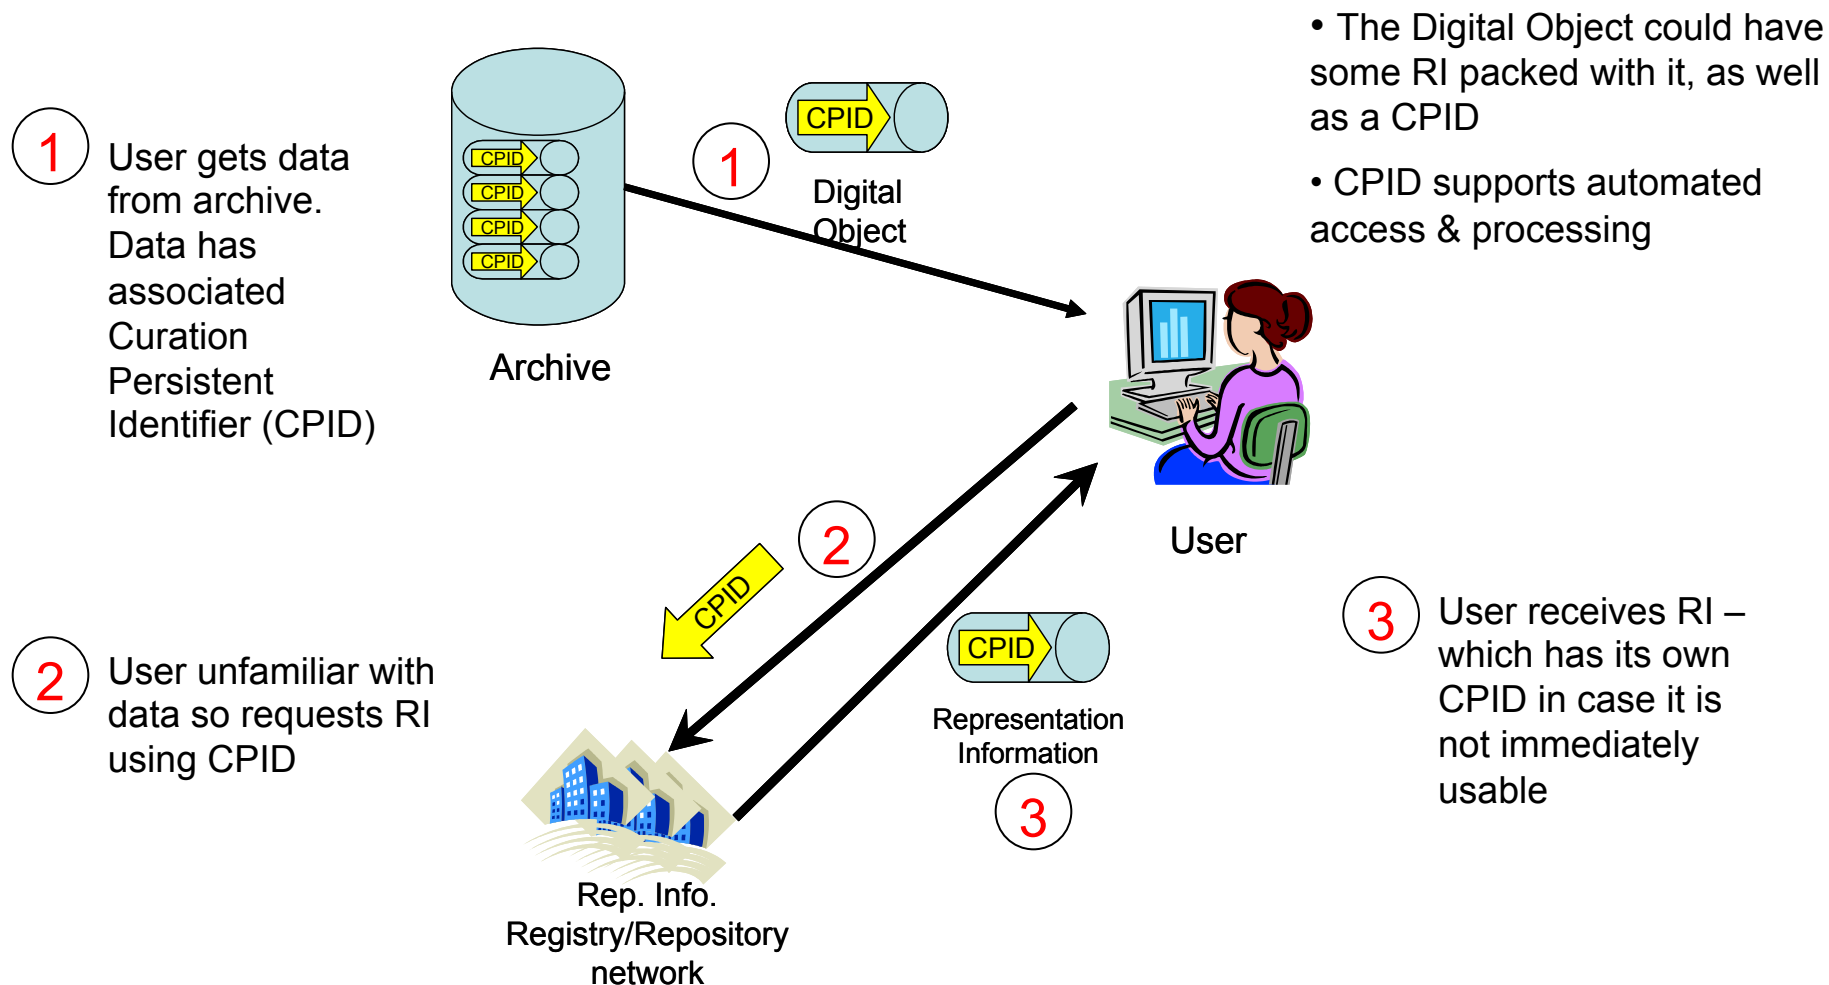 • The Digital Object could have
some RI packed with it, as well
as a CPID
• CPID supports automated
access & processing
1
User gets data
from archive.
Data has
associated
Curation
Persistent
Identifier (CPID)
CPID
CPID
CPID
CPID
Archive
1
CPID
Digital
Object
User
2
CPID
2
User unfamiliar with
data so requests RI
using CPID
CPID
Representation
Information
3
3
User receives RI –
which has its own
CPID in case it is
not immediately
usable
Rep. Info.
Registry/Repository
network